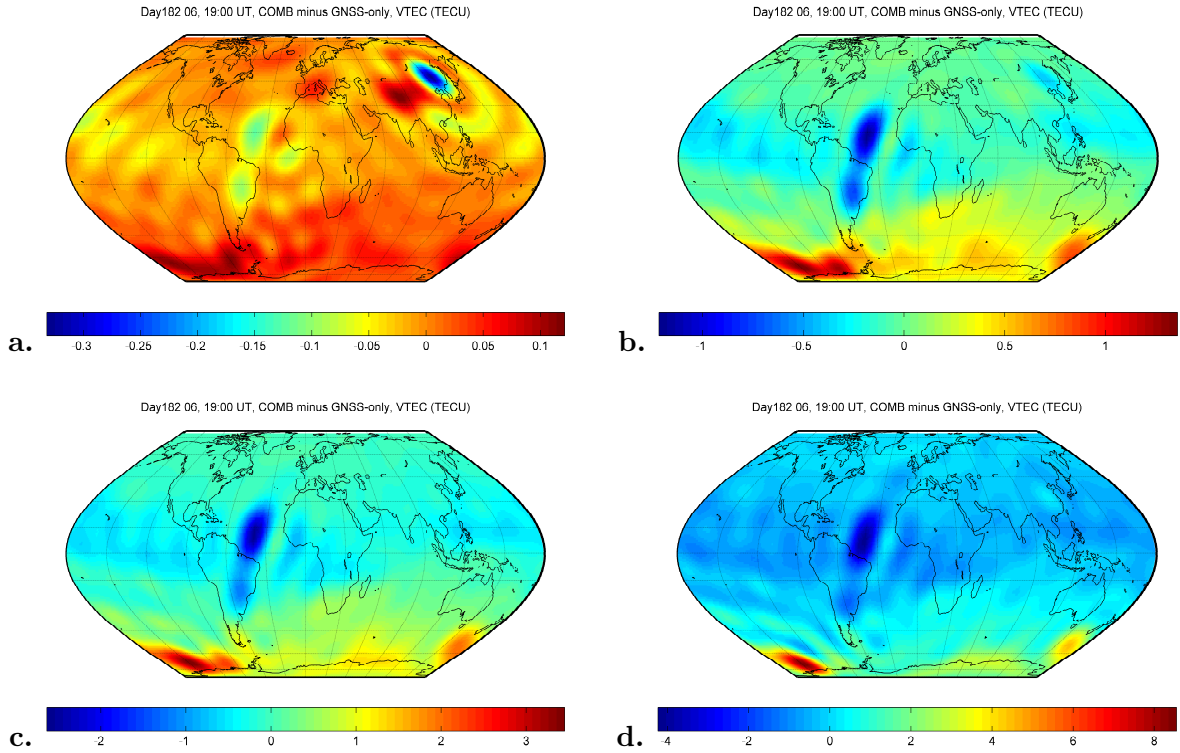 Day182 06, 19:00 UT, COMB minus GNSS-only, VTEC (TECU)
a.
-0.3 -0.25 -0.2 -0.15 -0.1 -0.05 0 0.05 0.1
Day182 06, 19:00 UT, COMB minus GNSS-only, VTEC (TECU)
b.
-1 -0.5 0 0.5 1
Day182 06, 19:00 UT, COMB minus GNSS-only, VTEC (TECU)
c.
-2 -1 0 1 2 3
Day182 06, 19:00 UT, COMB minus GNSS-only, VTEC (TECU)
d.
-4 -2 0 2 4 6 8